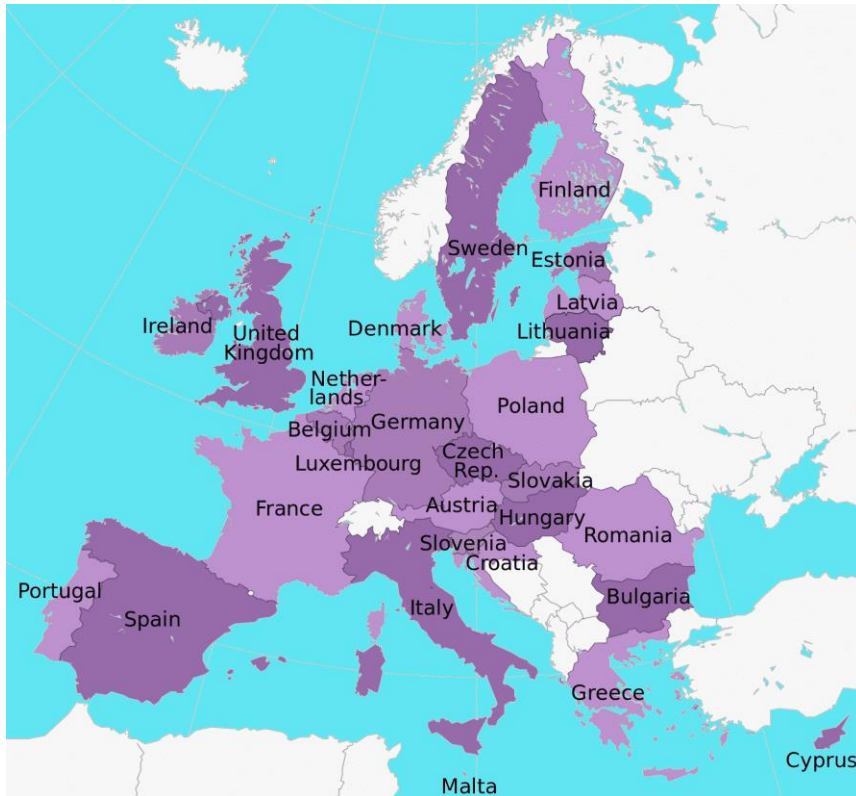 Finland
Sweden
Estonia
Latvia
Lithuania
Denmark
Ireland
United
Kingdom
Nether-
lands
Poland
Belgium
Germany
Czech
Rep.
Luxembourg
Slovakia
France
Austria
Hungary
Romania
Slovenia
Croatia
Portugal
Spain
Italy
Bulgaria
Greece
Cyprus
Malta